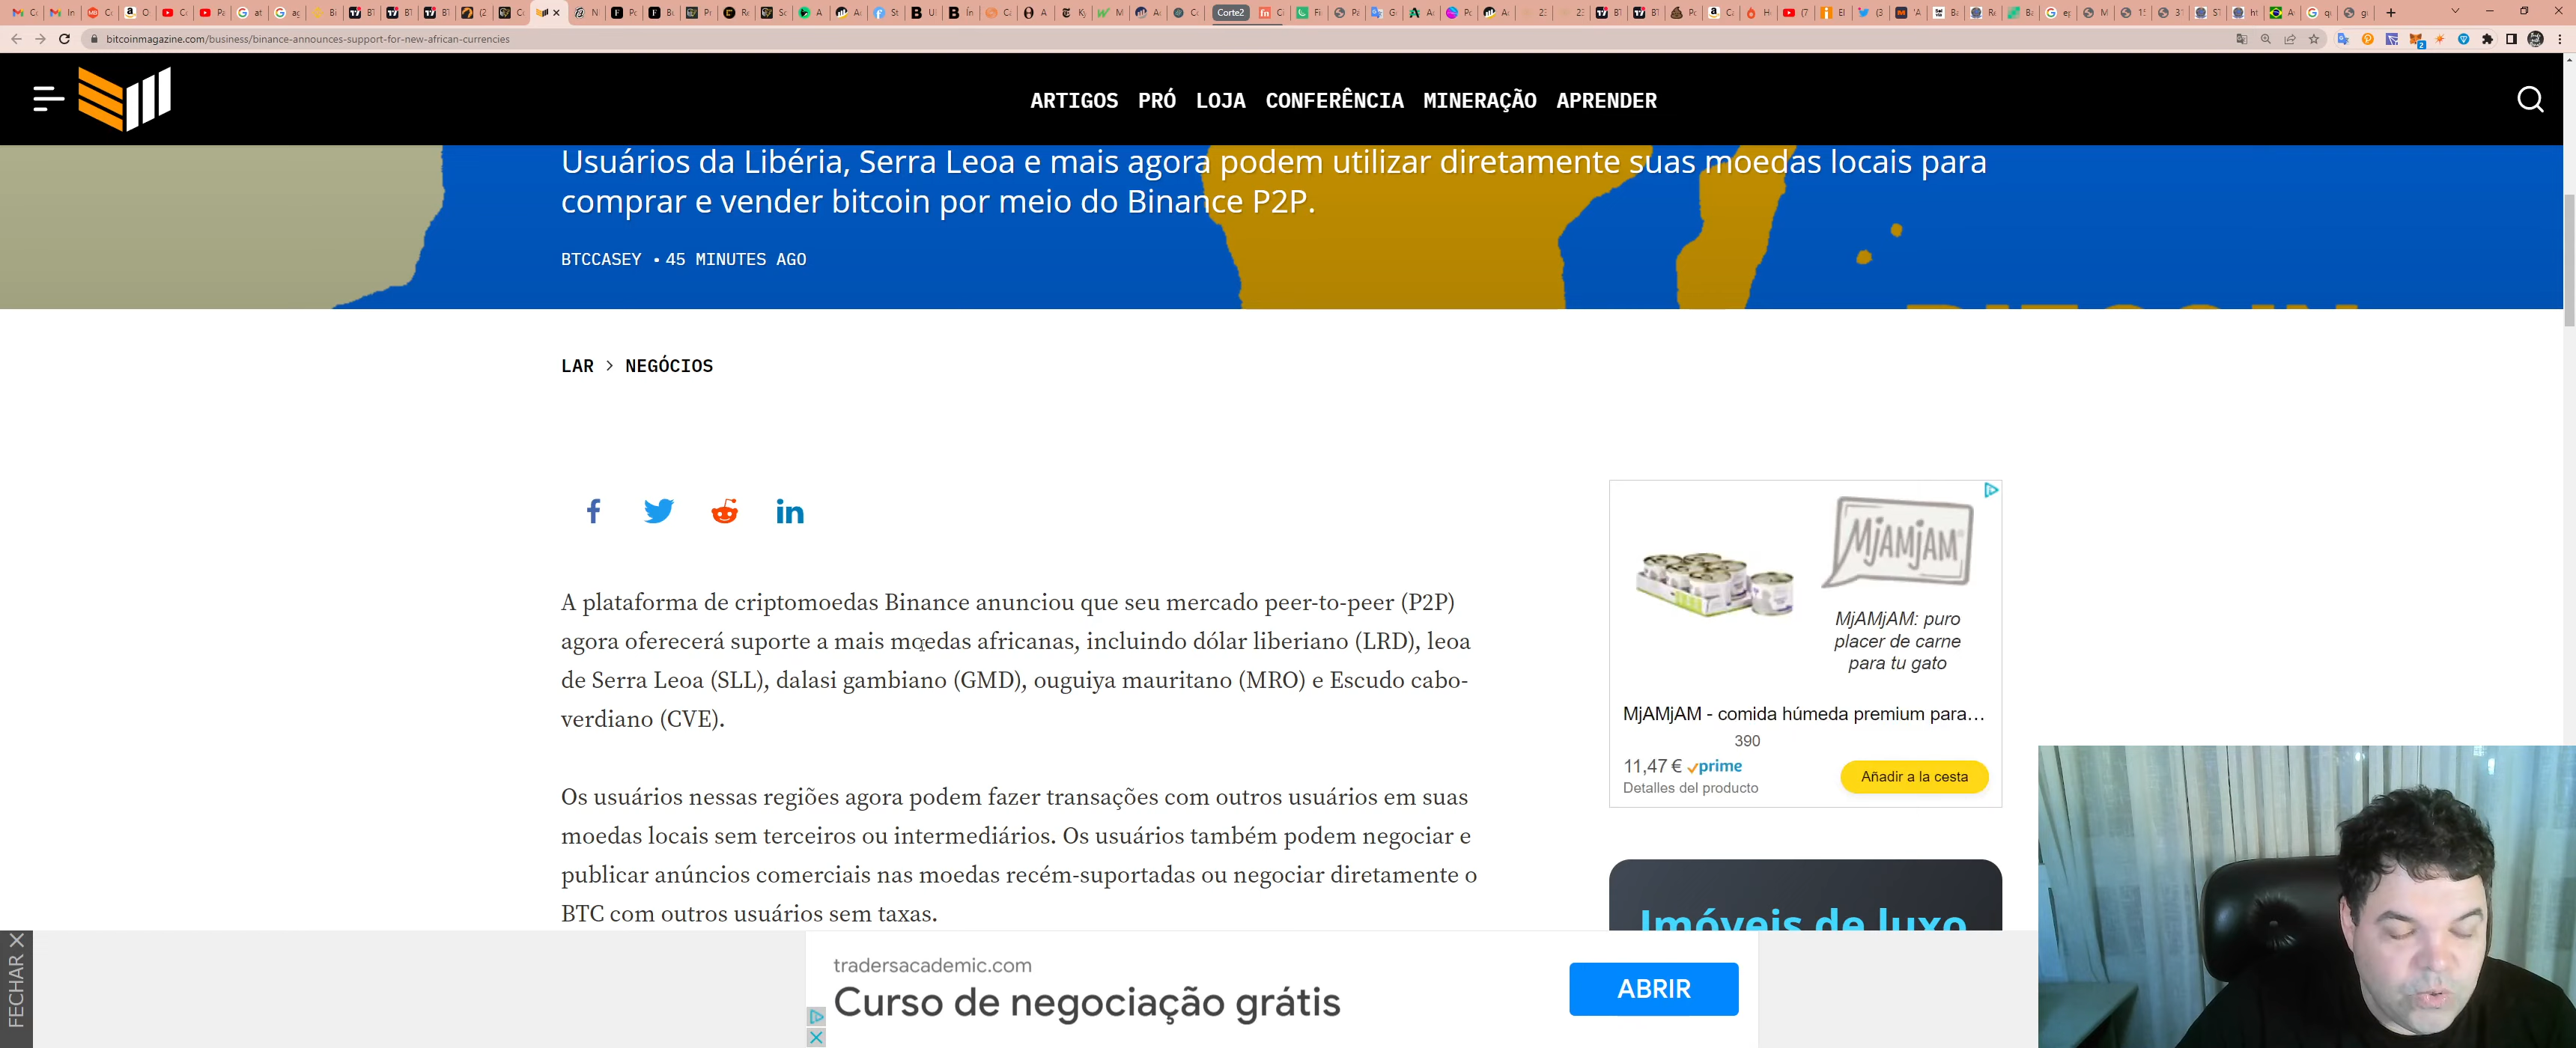 Corte2
bitcoinmagazine.com/business/binance-announces-support-for-new-african-currencies
2
ARTIGOS PRÓ LOJA CONFERÊNCIA MINERAÇÃO APRENDER
Usuários da Libéria, Serra Leoa e mais agora podem utilizar diretamente suas moedas locais para
comprar e vender bitcoin por meio do Binance P2P.
BTCCASEY • 45 MINUTES AGO
LAR > NEGÓCIOS
A plataforma de criptomoedas Binance anunciou que seu mercado peer-to-peer (P2P)
agora oferecerá suporte a mais moedas africanas, incluindo dólar liberiano (LRD), leoa
de Serra Leoa (SLL), dalasi gambiano (GMD), ouguiya mauritano (MRO) e Escudo cabo-
verdiano (CVE).
Os usuários nessas regiões agora podem fazer transações com outros usuários em suas
moedas locais sem terceiros ou intermediários. Os usuários também podem negociar e
publicar anúncios comerciais nas moedas recém-suportadas ou negociar diretamente o
BTC com outros usuários sem taxas.
MjAMjAM
MjAMjAM: puro
placer de carne
para tu gato
MjAMjAM - comida húmeda premium para…
390
11,47 € prime
Detalles del producto
Añadir a la cesta
Imóveis de luxo
FECHAR X
tradersacademic.com
Curso de negociação grátis
ABRIR